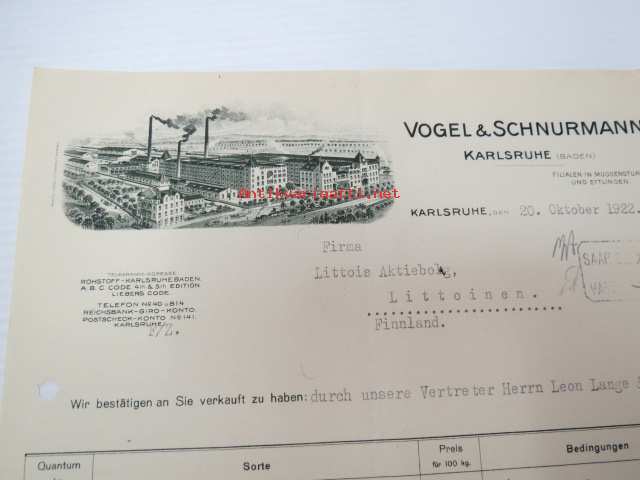 VOGEL & SCHNURMANN
KARLSRUHE (BADEN)
FILIALEN IN MUGGENSTUR
UND ETTLINGEN
KARLSRUHE, DEN 20. Oktober 1922.
Antikvariaatti.net
Firma
Littois Aktiebolg,
Littoinen.
Finnland.
SAAP
TELEGRAMM-ADRESSE
ROHSTOFF-KARLSRUHEBADEN.
A.B.C. CODE 4th & 5th EDITION.
LIEBERS CODE.
TELEFON No 40 u. 814
REICHSBANK-GIRO-KONTO.
POSTSCHECK-KONTO No 141.
KARLSRUHE
Wir bestätigen an Sie verkauft zu haben: durch unsere Vertreter Herrn Leon Lange
Quantum
Sorte
Preis
für 100 kg.
Bedingungen